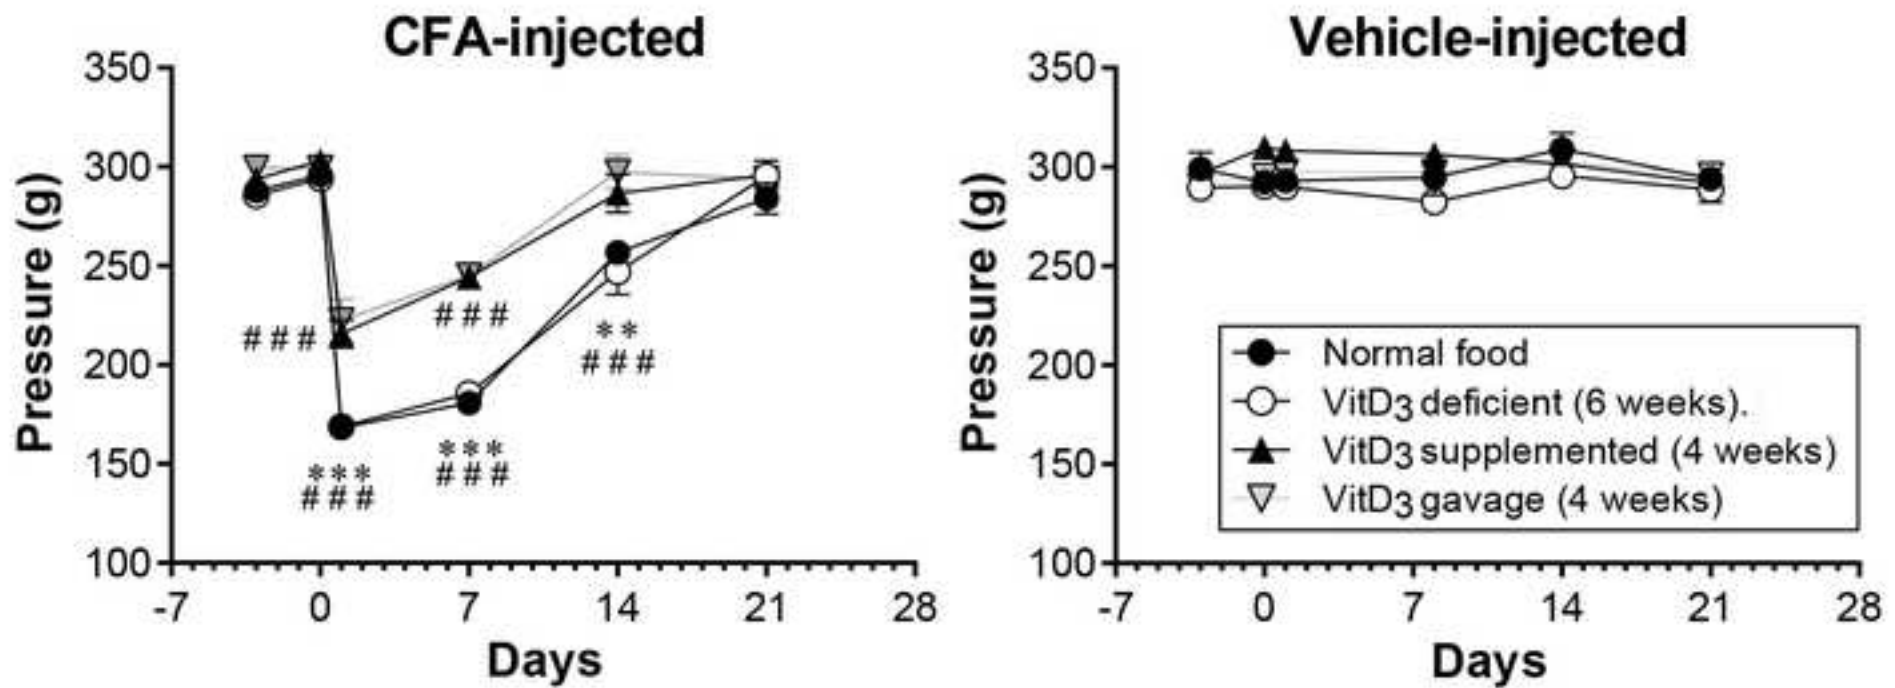 CFA-injected
Pressure (g)
350
300
250
200
150
100
# # #
# # #
* *
# # #
* * *
# # #
* * *
# # #
-7 0 7 14 21 28
Days
Vehicle-injected
Pressure (g)
350
300
250
200
150
100
Normal food
VitD3 deficient (6 weeks).
VitD3 supplemented (4 weeks)
VitD3 gavage (4 weeks)
-7 0 7 14 21 28
Days